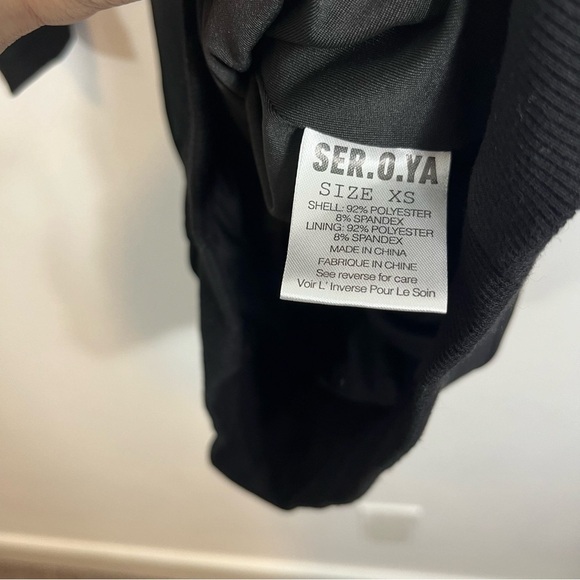 SER.O.YA
SIZE XS
SHELL: 92% POLYESTER
8% SPANDEX
LINING: 92% POLYESTER
8% SPANDEX
MADE IN CHINA
FABRIQUE IN CHINE
See reverse for care
Voir L' Inverse Pour Le Soin